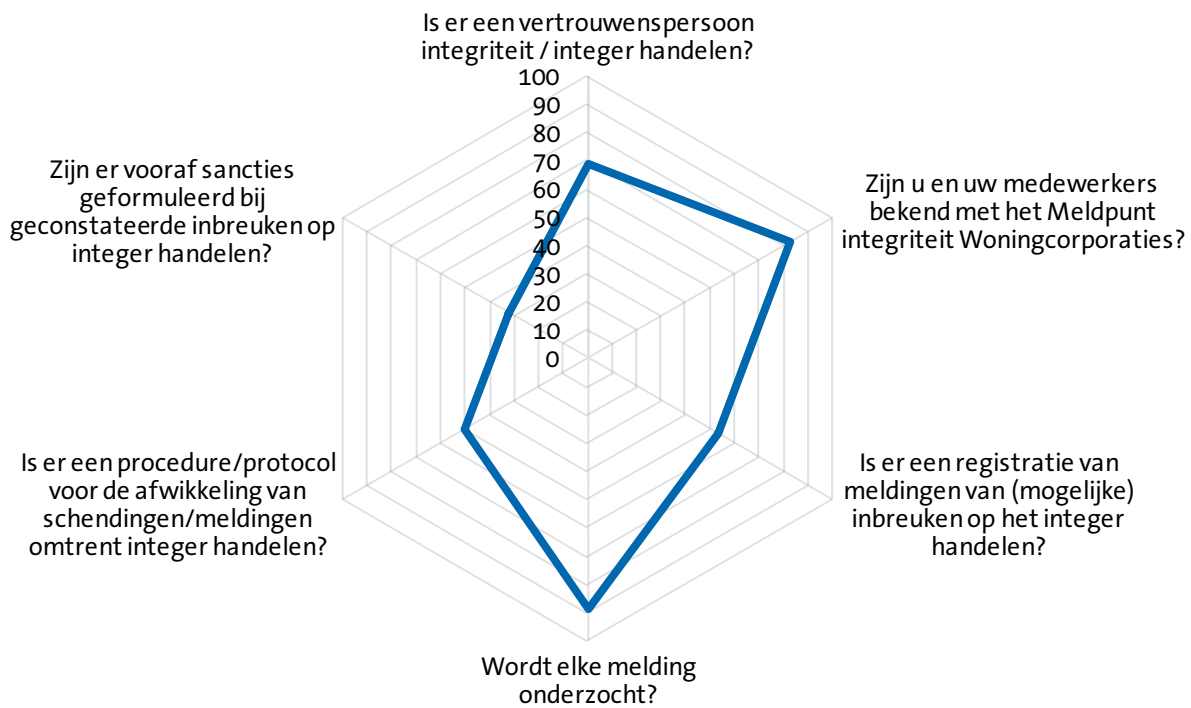 Is er een vertrouwenspersoon
integriteit / integer handelen?
100
90
80
70
60
50
40
30
20
10
0
Zijn u en uw medewerkers
bekend met het Meldpunt
integriteit Woningcorporaties?
Is er een registratie van
meldingen van (mogelijke)
inbreuken op het integer
handelen?
Wordt elke melding
onderzocht?
Is er een procedure/protocol
voor de afwikkeling van
schendingen/meldingen
omtrent integer handelen?
Zijn er vooraf sancties
geformuleerd bij
geconstateerde inbreuken op
integer handelen?